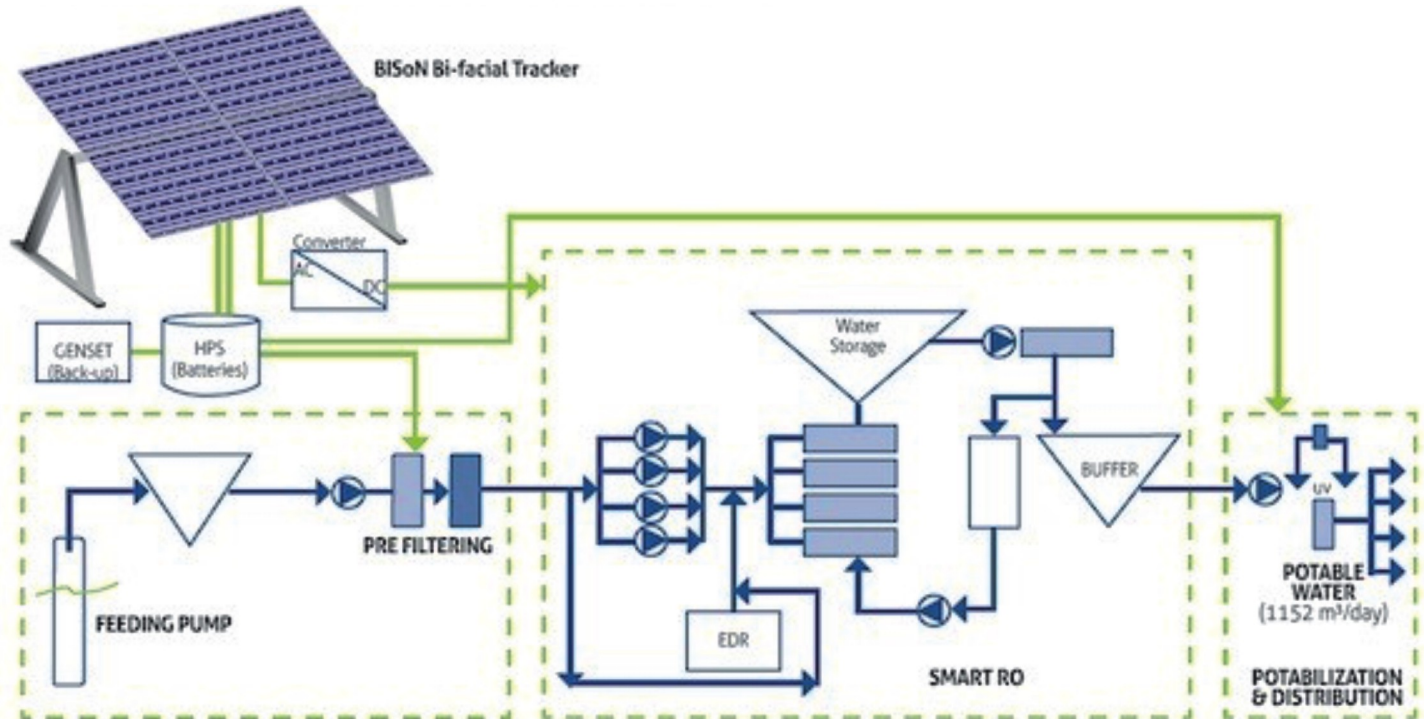 BISoN Bi-facial Tracker
Converter
AC
DC
GENSET
(Back-up)
HPS
(Batteries)
Water
Storage
BUFFER
UV
PRE FILTERING
FEEDING PUMP
EDR
SMART RO
POTABLE
WATER
(1152 m³/day)
POTABILIZATION
& DISTRIBUTION